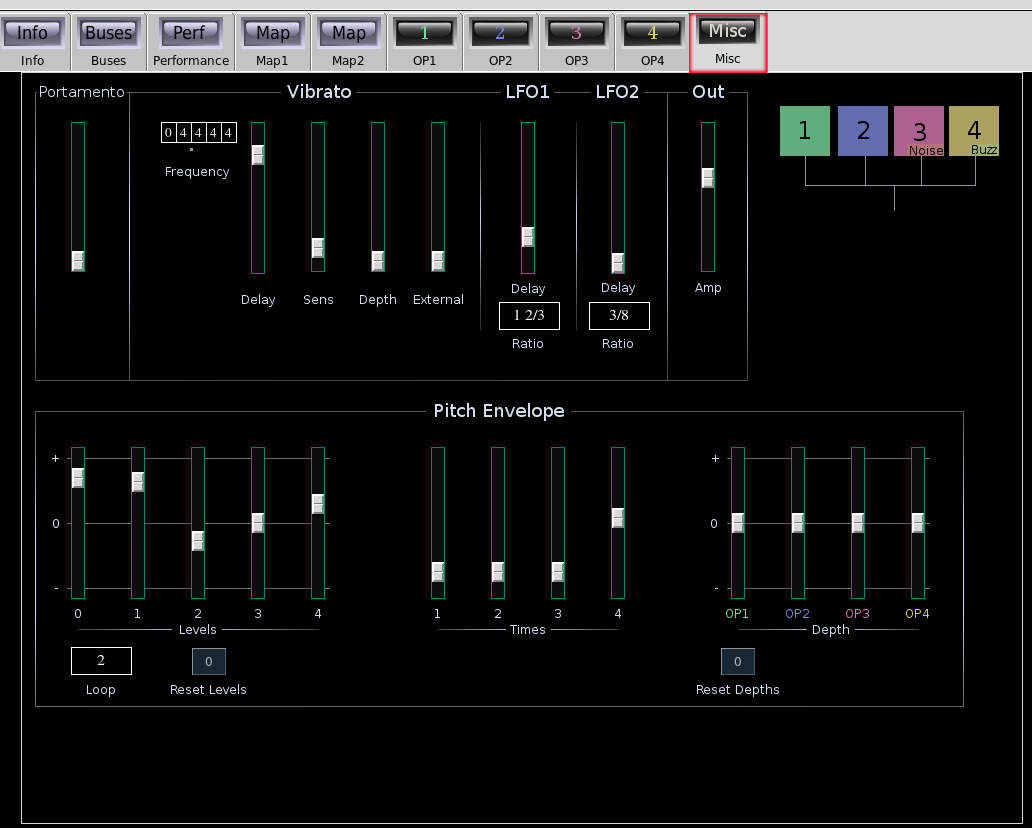 Info Buses Perf Map Map 1 2 3 4 Misc
Info Buses Performance Map1 Map2 OP1 OP2 OP3 OP4 Misc
Portamento Vibrato LFO1 LFO2 Out
0 4 4 4 4
.
Frequency
1 2 3 4
Noise Buzz
Delay Sens Depth External Delay Delay Amp
1 2/3 3/8
Ratio Ratio
Pitch Envelope
+ +
0 0
- -
0 1 2 3 4 1 2 3 4 OP1 OP2 OP3 OP4
Levels Times Depth
2 0 0
Loop Reset Levels Reset Depths